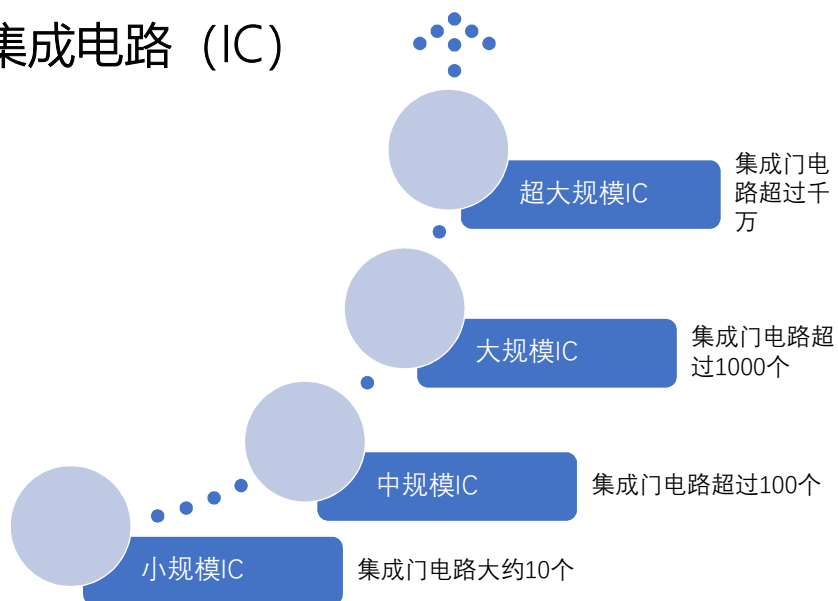 集成电路（IC）
超大规模IC
集成门电
路超过千
万
大规模IC
集成门电路超
过1000个
中规模IC
集成门电路超过100个
小规模IC
集成门电路大约10个